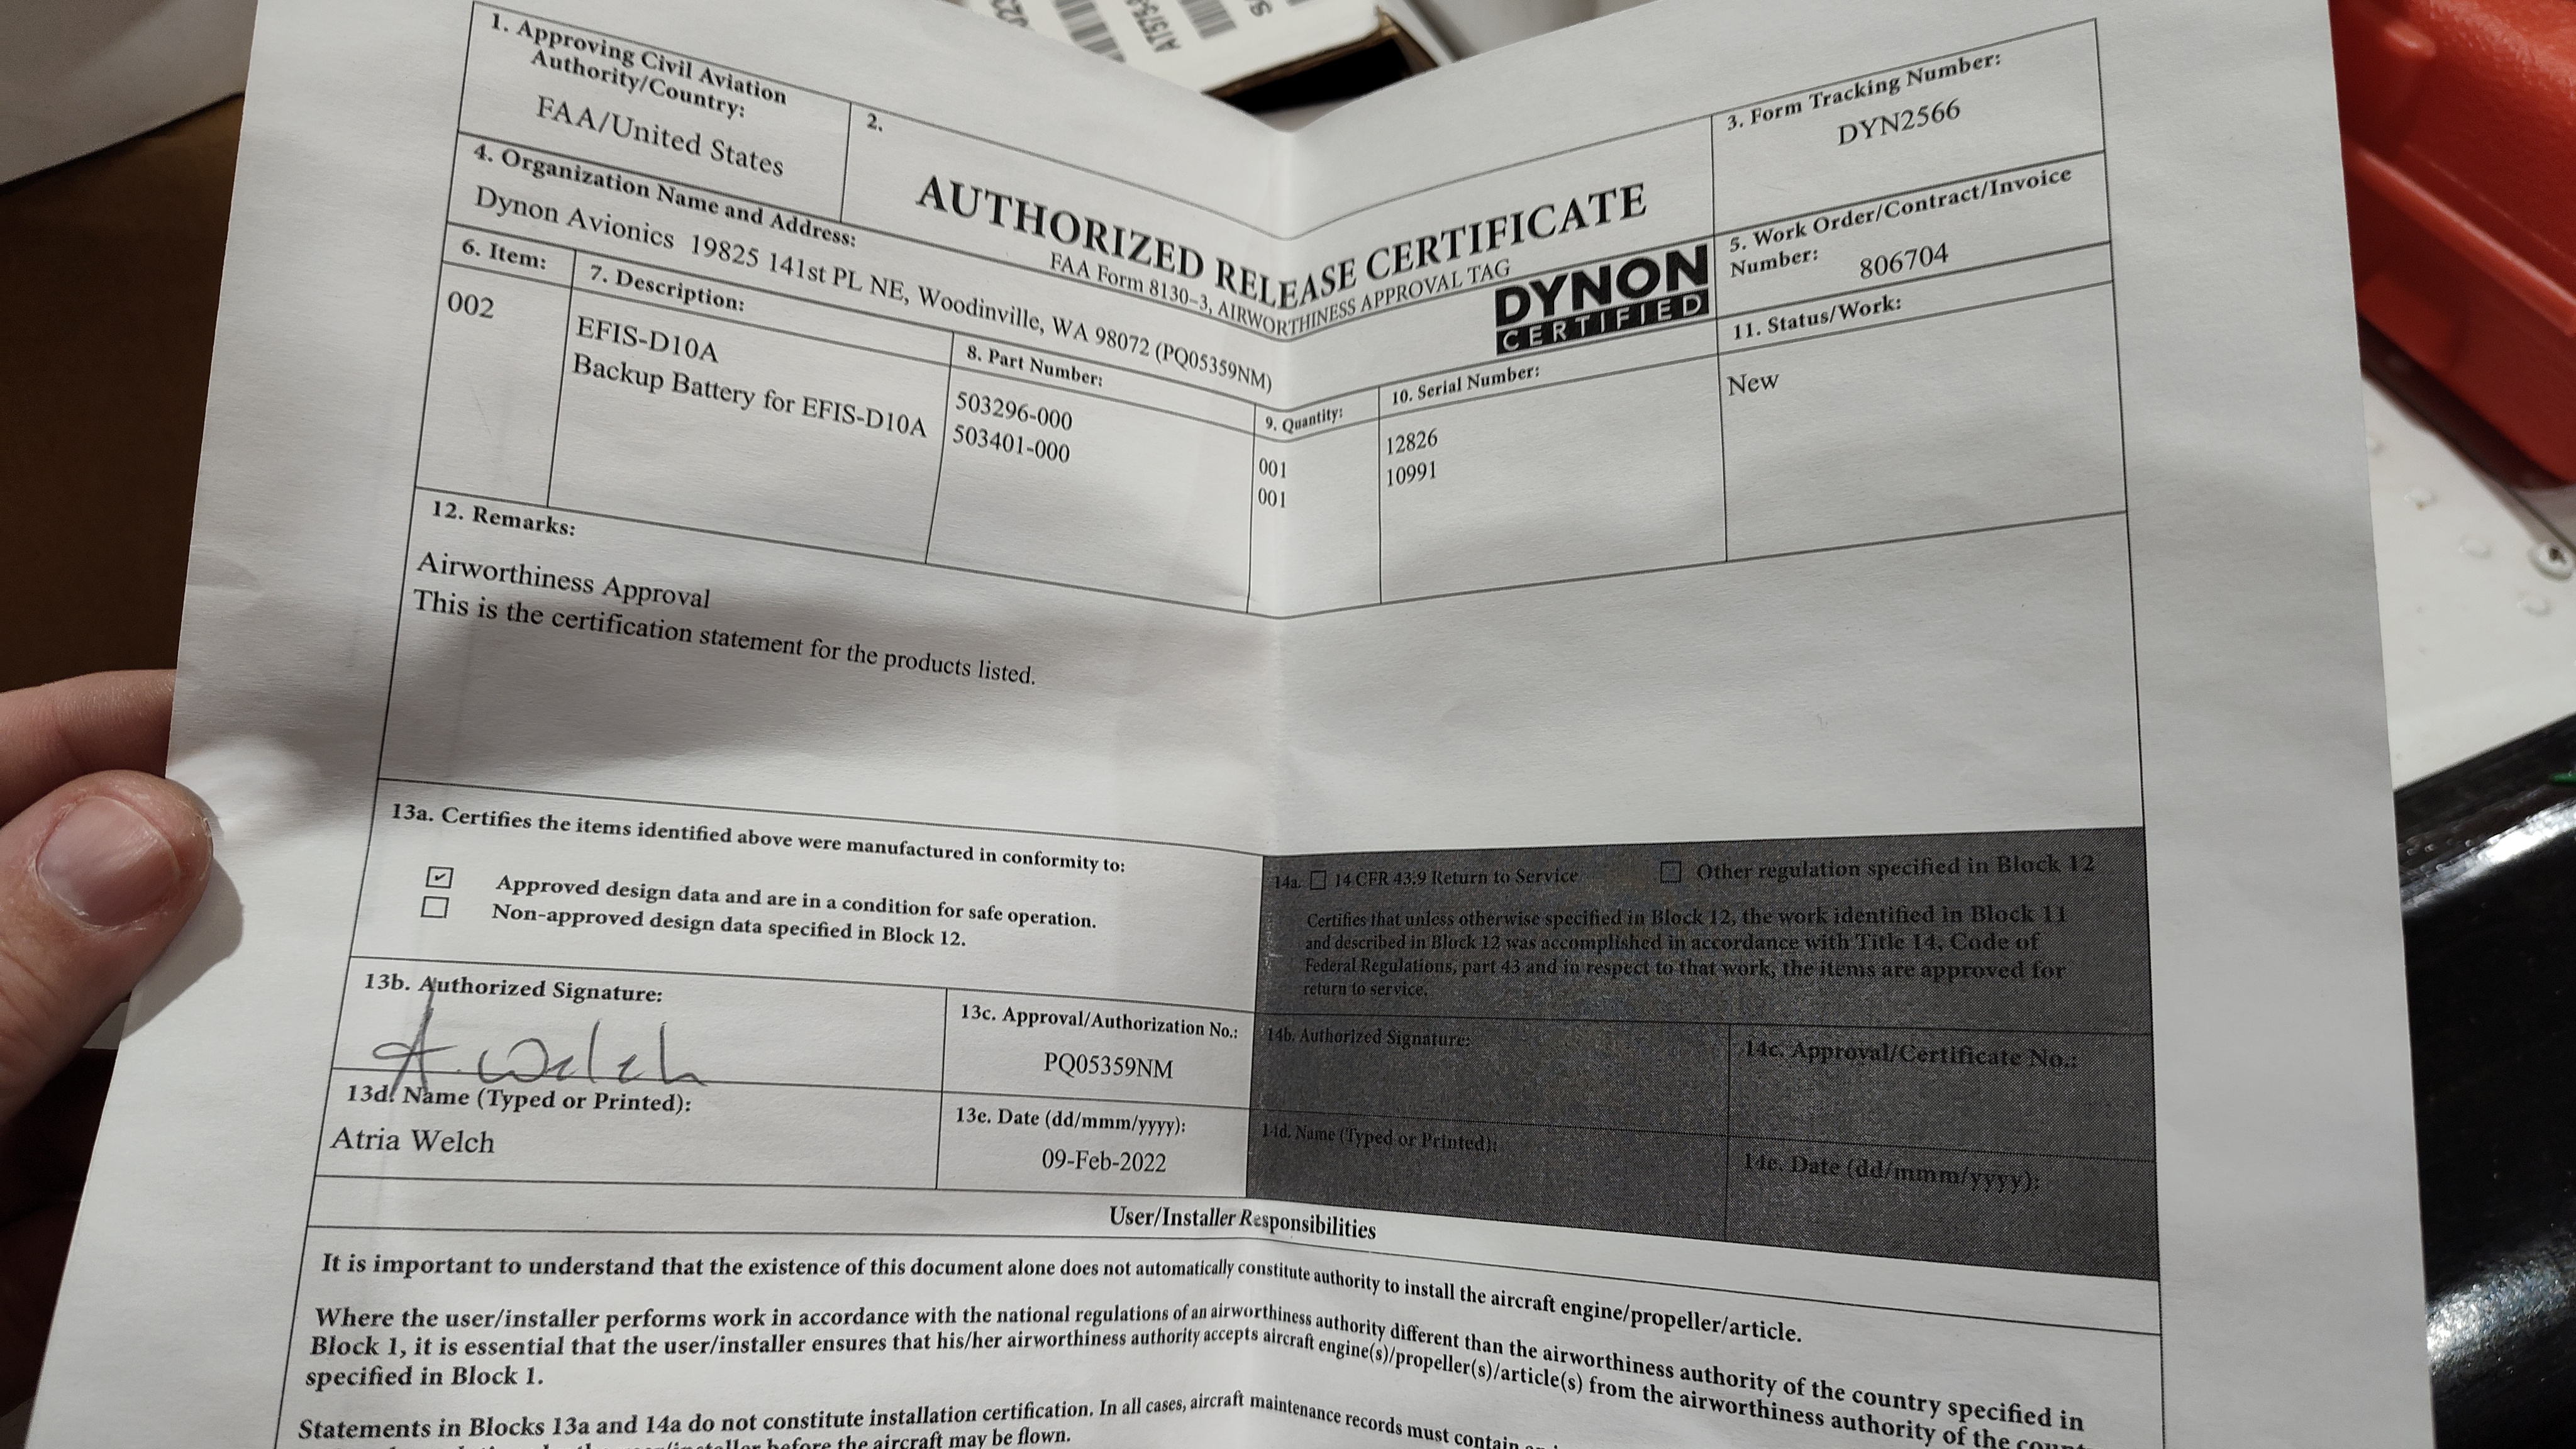 1. Approving Civil Aviation
Authority/Country:
FAA/United States
2.
AUTHORIZED RELEASE CERTIFICATE
FAA Form 8130–3, AIRWORTHINESS APPROVAL TAG
3. Form Tracking Number:
DYN2566
4. Organization Name and Address:
Dynon Avionics 19825 141st PL NE, Woodinville, WA 98072 (PQ05359NM)
DYNON
CERTIFIED
5. Work Order/Contract/Invoice
Number: 806704
6. Item:
002
7. Description:
EFIS-D10A
Backup Battery for EFIS-D10A
8. Part Number:
503296-000
503401-000
9. Quantity:
001
001
10. Serial Number:
12826
10991
11. Status/Work:
New
12. Remarks:
Airworthiness Approval
This is the certification statement for the products listed.
13a. Certifies the items identified above were manufactured in conformity to:
Approved design data and are in a condition for safe operation.
Non-approved design data specified in Block 12.
14a. 14 CFR 43.9 Return to Service Other regulation specified in Block 12
Certifies that unless otherwise specified in Block 12, the work identified in Block 11
and described in Block 12 was accomplished in accordance with Title 14, Code of
Federal Regulations, part 43 and in respect to that work, the items are approved for
return to service.
13b. Authorized Signature:
A. Welch
13c. Approval/Authorization No.:
PQ05359NM
14b. Authorized Signature:
14c. Approval/Certificate No.:
13d. Name (Typed or Printed):
Atria Welch
13e. Date (dd/mmm/yyyy):
09-Feb-2022
14d. Name (Typed or Printed):
14e. Date (dd/mmm/yyyy):
User/Installer Responsibilities
It is important to understand that the existence of this document alone does not automatically constitute authority to install the aircraft engine/propeller/article.
Where the user/installer performs work in accordance with the national regulations of an airworthiness authority different than the airworthiness authority of the country specified in
Block 1, it is essential that the user/installer ensures that his/her airworthiness authority accepts aircraft engine(s)/propeller(s)/article(s) from the airworthiness authority of the
specified in Block 1.
Statements in Blocks 13a and 14a do not constitute installation certification. In all cases, aircraft maintenance records must contain
before the aircraft may be flown.